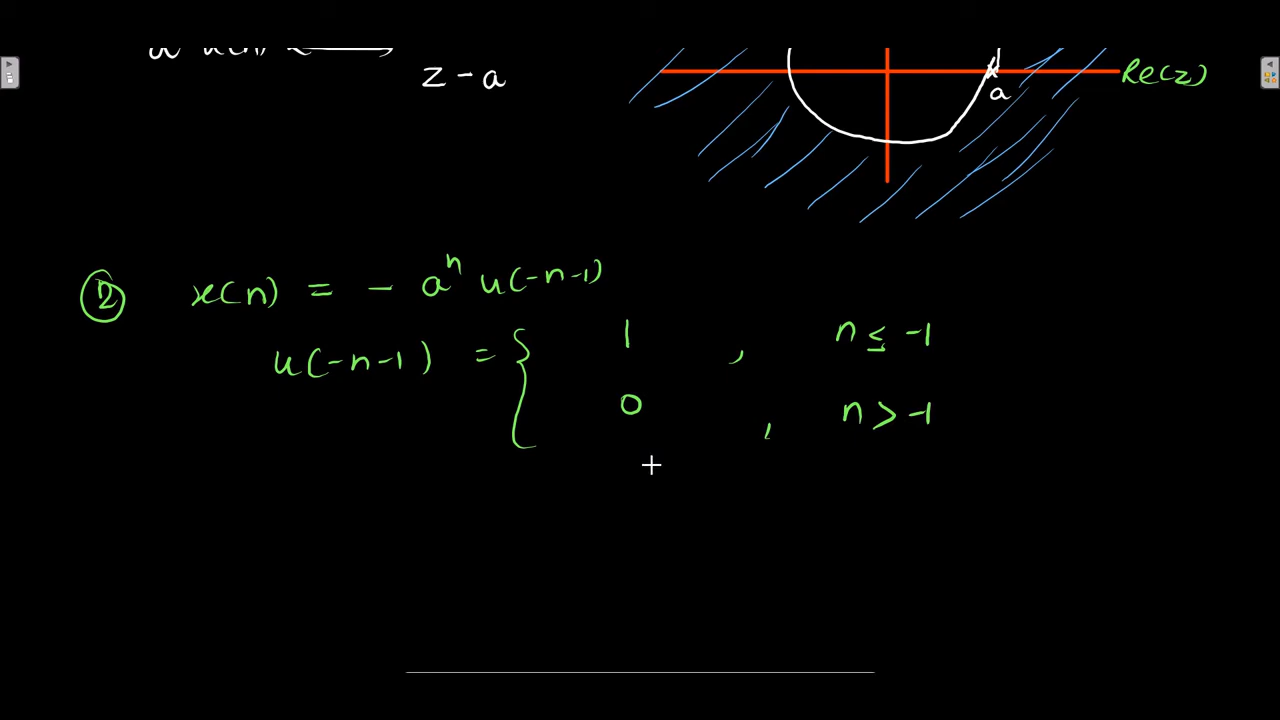 z - a
Re(z)
a
2 x(n) = - a^n u(-n-1)
u(-n-1) = { 1 , n ≤ -1
0 , n > -1